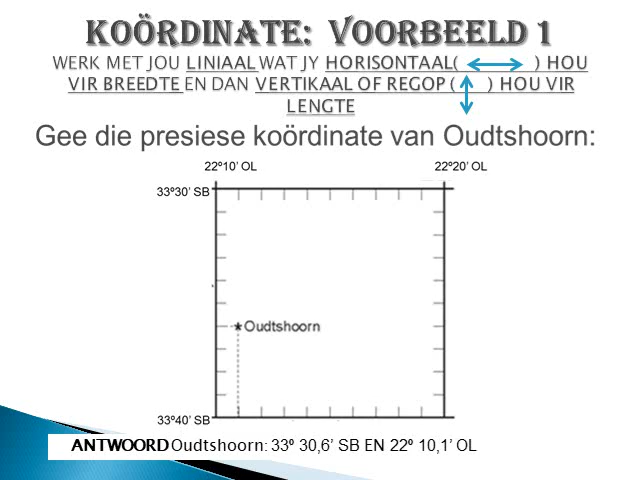 KOÖRDINATE: VOORBEELD 1
WERK MET JOU LINIAAL WAT JY HORISONTAAL( ) HOU
VIR BREEDTE EN DAN VERTIKAAL OF REGOP ( ) HOU VIR
LENGTE
Gee die presiese koördinate van Oudtshoorn:
22º10’ OL 22º20’ OL
33º30’ SB
Oudtshoorn
33º40’ SB
ANTWOORD Oudtshoorn: 33º 30,6’ SB EN 22º 10,1’ OL